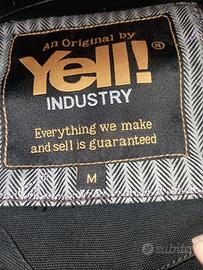 An Original by
Yell!®
INDUSTRY
Everything we make
and sell is guaranteed
M
subito